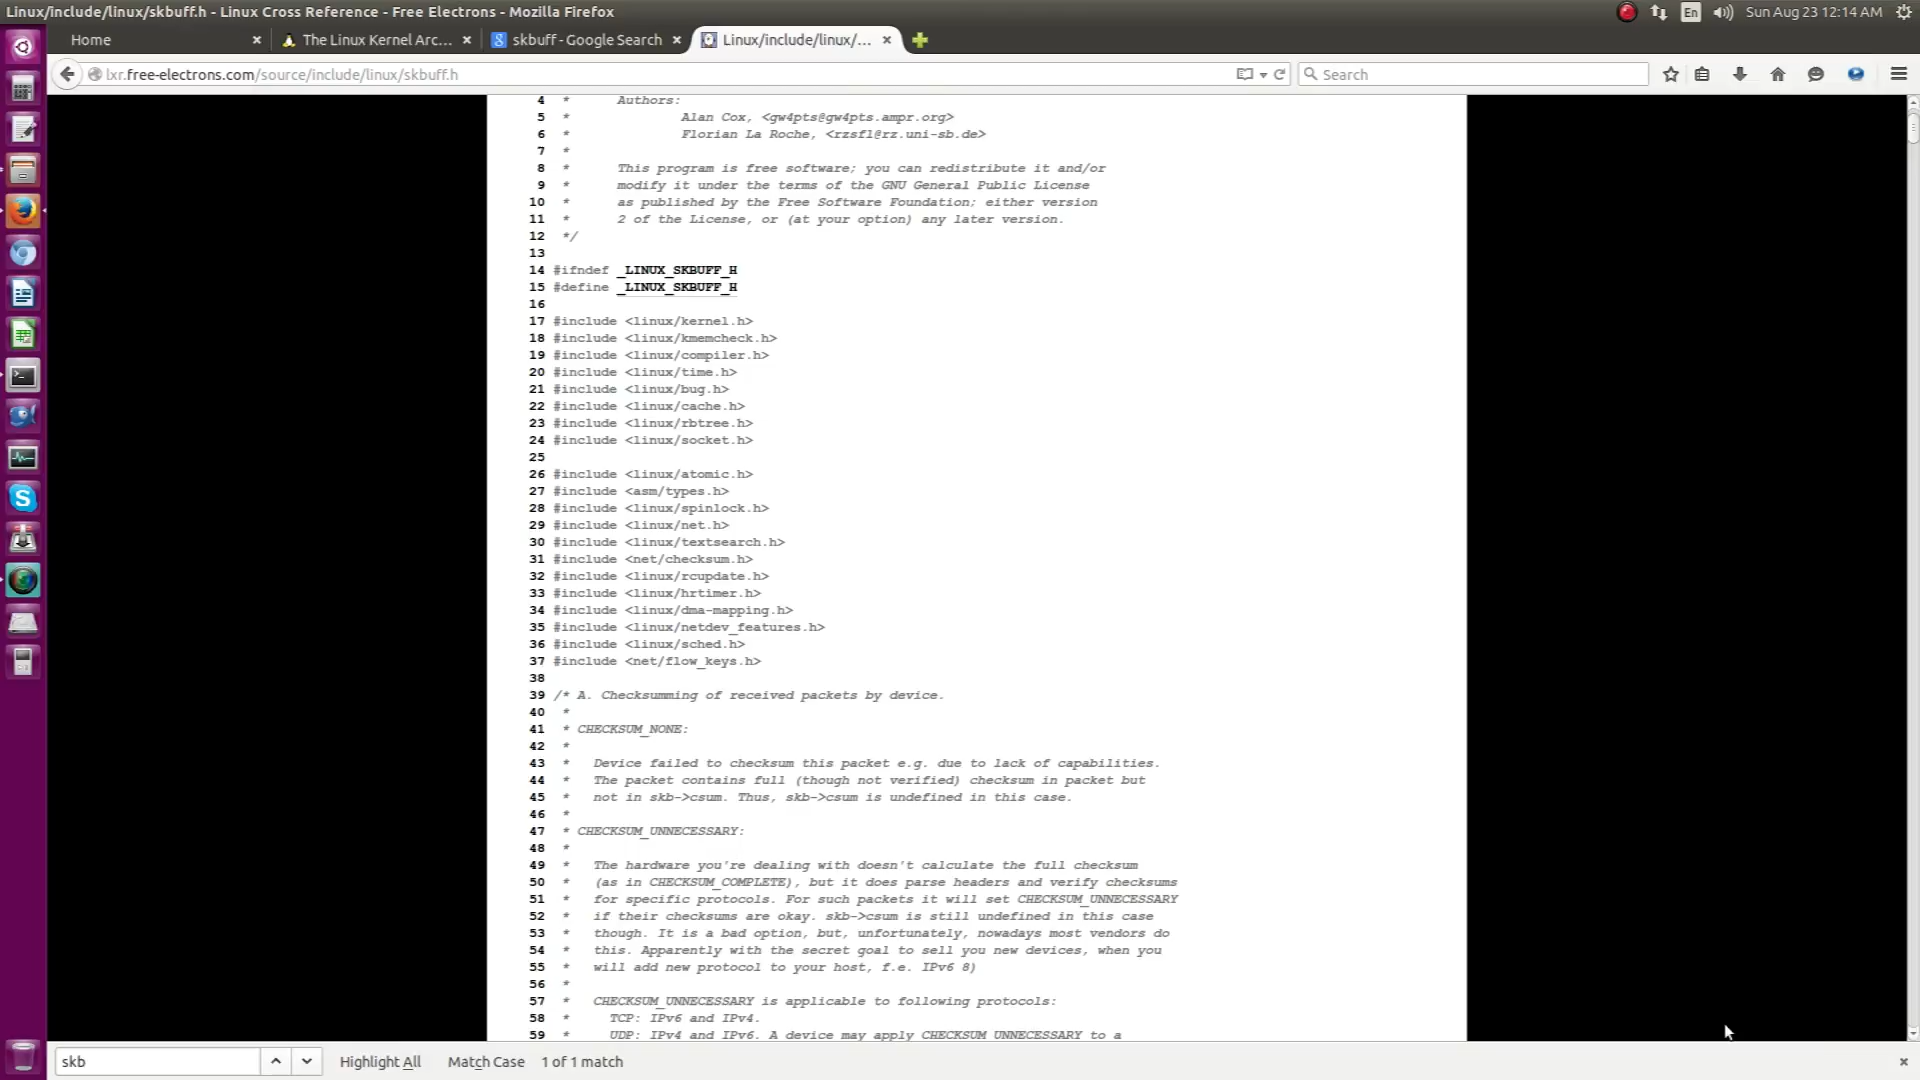 Linux/include/linux/skbuff.h - Linux Cross Reference - Free Electrons - Mozilla Firefox
En
Sun Aug 23 12:14 AM
Home
The Linux Kernel Arc...
skbuff - Google Search
Linux/include/linux/...
lxr.free-electrons.com/source/include/linux/skbuff.h
Search
4 * Authors:
5 * Alan Cox, <gw4pts@gw4pts.ampr.org>
6 * Florian La Roche, <rzsfl@rz.uni-sb.de>
7 *
8 * This program is free software; you can redistribute it and/or
9 * modify it under the terms of the GNU General Public License
10 * as published by the Free Software Foundation; either version
11 * 2 of the License, or (at your option) any later version.
12 */
13
14 #ifndef _LINUX_SKBUFF_H
15 #define _LINUX_SKBUFF_H
16
17 #include <linux/kernel.h>
18 #include <linux/kmemcheck.h>
19 #include <linux/compiler.h>
20 #include <linux/time.h>
21 #include <linux/bug.h>
22 #include <linux/cache.h>
23 #include <linux/rbtree.h>
24 #include <linux/socket.h>
25
26 #include <linux/atomic.h>
27 #include <asm/types.h>
28 #include <linux/spinlock.h>
29 #include <linux/net.h>
30 #include <linux/textsearch.h>
31 #include <net/checksum.h>
32 #include <linux/rcupdate.h>
33 #include <linux/hrtimer.h>
34 #include <linux/dma-mapping.h>
35 #include <linux/netdev_features.h>
36 #include <linux/sched.h>
37 #include <net/flow_keys.h>
38
39 /* A. Checksumming of received packets by device.
40 *
41 * CHECKSUM_NONE:
42 *
43 * Device failed to checksum this packet e.g. due to lack of capabilities.
44 * The packet contains full (though not verified) checksum in packet but
45 * not in skb->csum. Thus, skb->csum is undefined in this case.
46 *
47 * CHECKSUM_UNNECESSARY:
48 *
49 * The hardware you're dealing with doesn't calculate the full checksum
50 * (as in CHECKSUM_COMPLETE), but it does parse headers and verify checksums
51 * for specific protocols. For such packets it will set CHECKSUM_UNNECESSARY
52 * if their checksums are okay. skb->csum is still undefined in this case
53 * though. It is a bad option, but, unfortunately, nowadays most vendors do
54 * this. Apparently with the secret goal to sell you new devices, when you
55 * will add new protocol to your host, f.e. IPv6 8)
56 *
57 * CHECKSUM_UNNECESSARY is applicable to following protocols:
58 * TCP: IPv6 and IPv4.
59 * UDP: IPv4 and IPv6. A device may apply CHECKSUM_UNNECESSARY to a
skb
Highlight All
Match Case
1 of 1 match